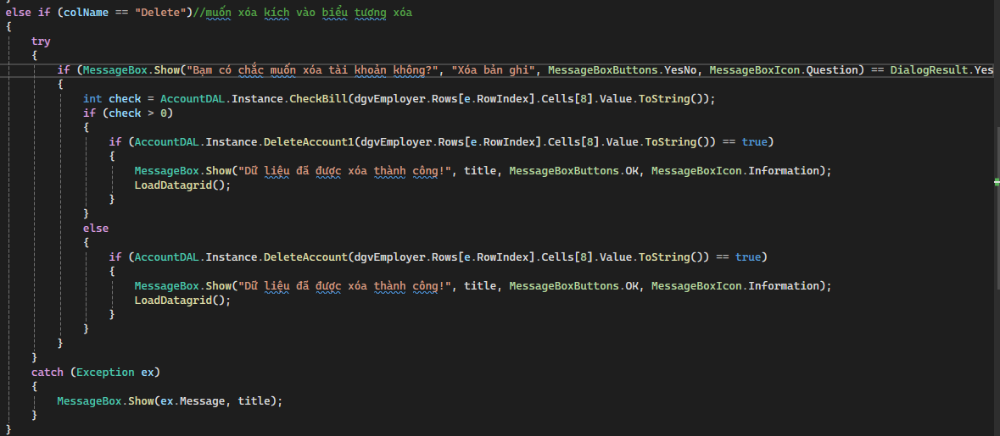 else if (colName == "Delete")//muốn xóa kích vào biểu tượng xóa
{
try
{
if (MessageBox.Show("Bạm có chắc muốn xóa tài khoản không?", "Xóa bản ghi", MessageBoxButtons.YesNo, MessageBoxIcon.Question) == DialogResult.Yes
{
int check = AccountDAL.Instance.CheckBill(dgvEmployer.Rows[e.RowIndex].Cells[8].Value.ToString());
if (check > 0)
{
if (AccountDAL.Instance.DeleteAccount1(dgvEmployer.Rows[e.RowIndex].Cells[8].Value.ToString()) == true)
{
MessageBox.Show("Dữ liệu đã được xóa thành công!", title, MessageBoxButtons.OK, MessageBoxIcon.Information);
LoadDatagrid();
}
}
else
{
if (AccountDAL.Instance.DeleteAccount(dgvEmployer.Rows[e.RowIndex].Cells[8].Value.ToString()) == true)
{
MessageBox.Show("Dữ liệu đã được xóa thành công!", title, MessageBoxButtons.OK, MessageBoxIcon.Information);
LoadDatagrid();
}
}
}
}
catch (Exception ex)
{
MessageBox.Show(ex.Message, title);
}
}